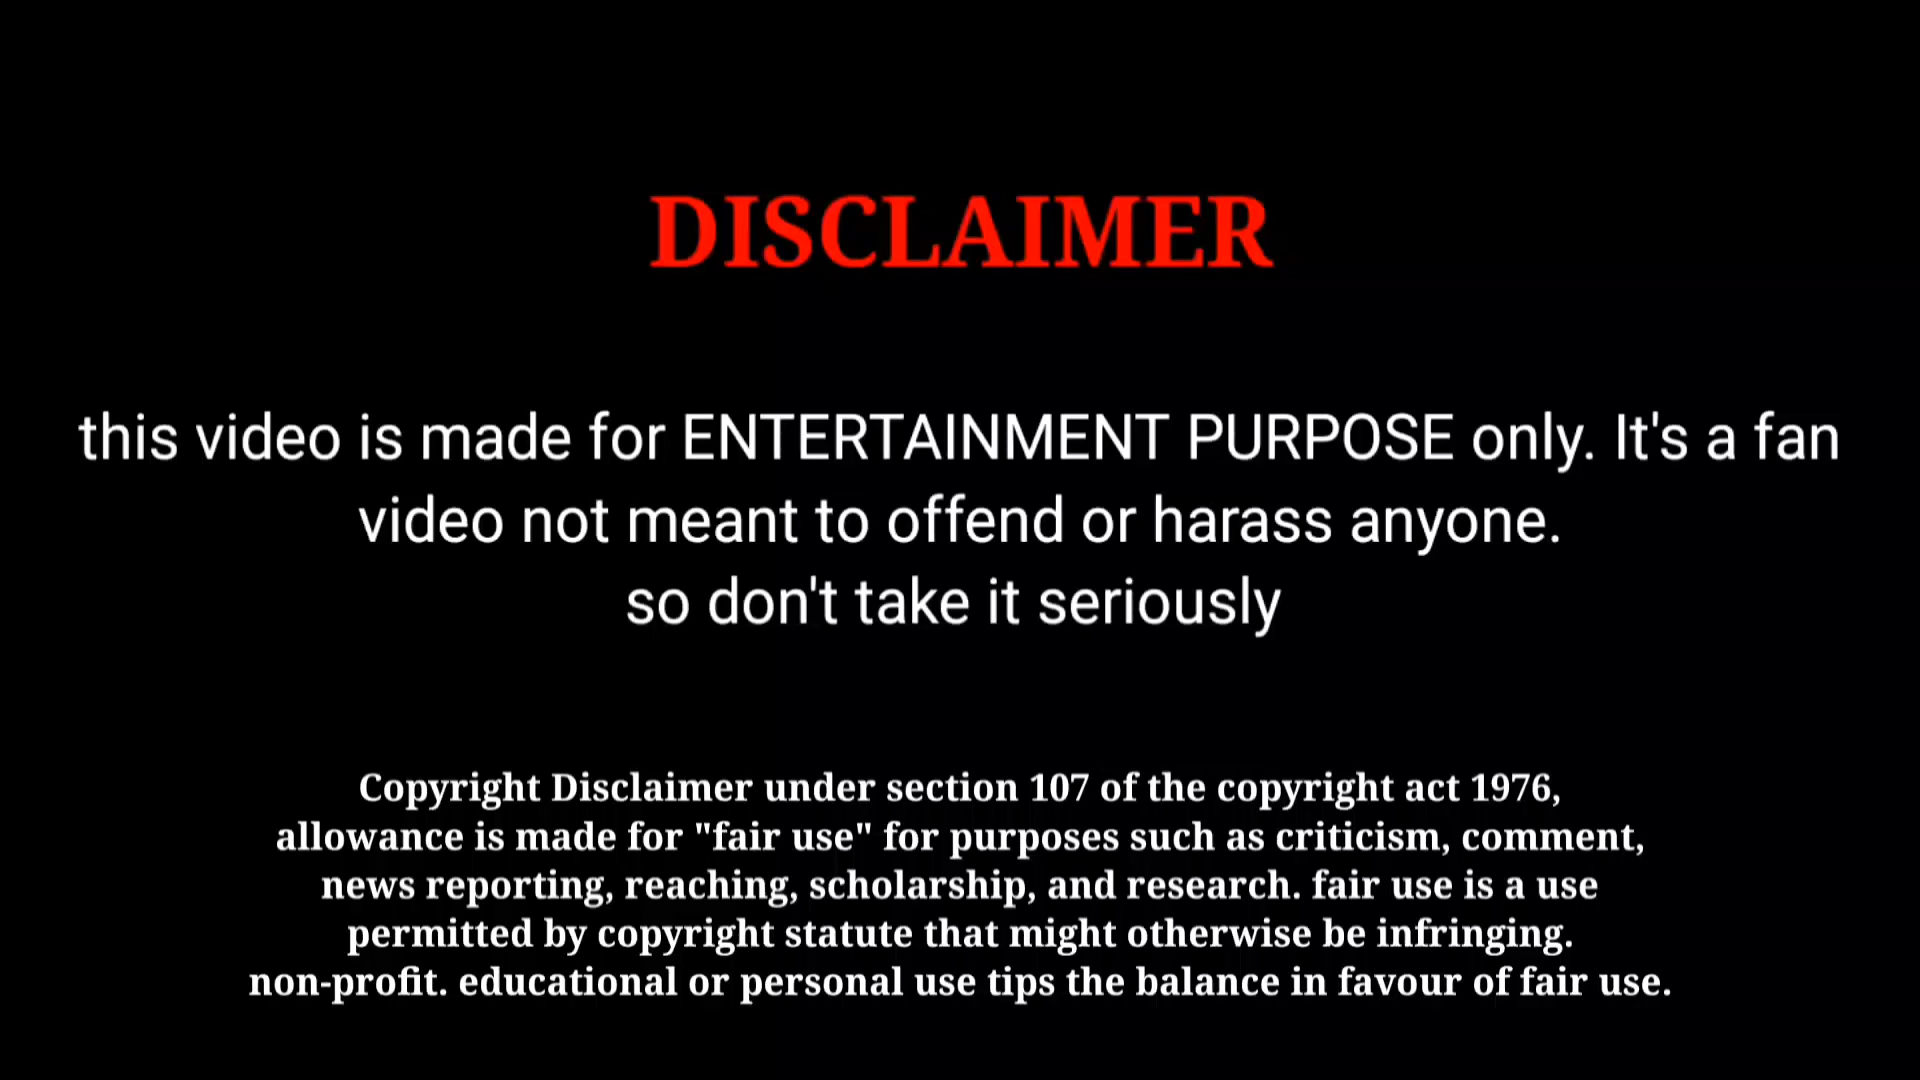 DISCLAIMER
this video is made for ENTERTAINMENT PURPOSE only. It's a fan
video not meant to offend or harass anyone.
so don't take it seriously
Copyright Disclaimer under section 107 of the copyright act 1976,
allowance is made for "fair use" for purposes such as criticism, comment,
news reporting, reaching, scholarship, and research. fair use is a use
permitted by copyright statute that might otherwise be infringing.
non-profit. educational or personal use tips the balance in favour of fair use.